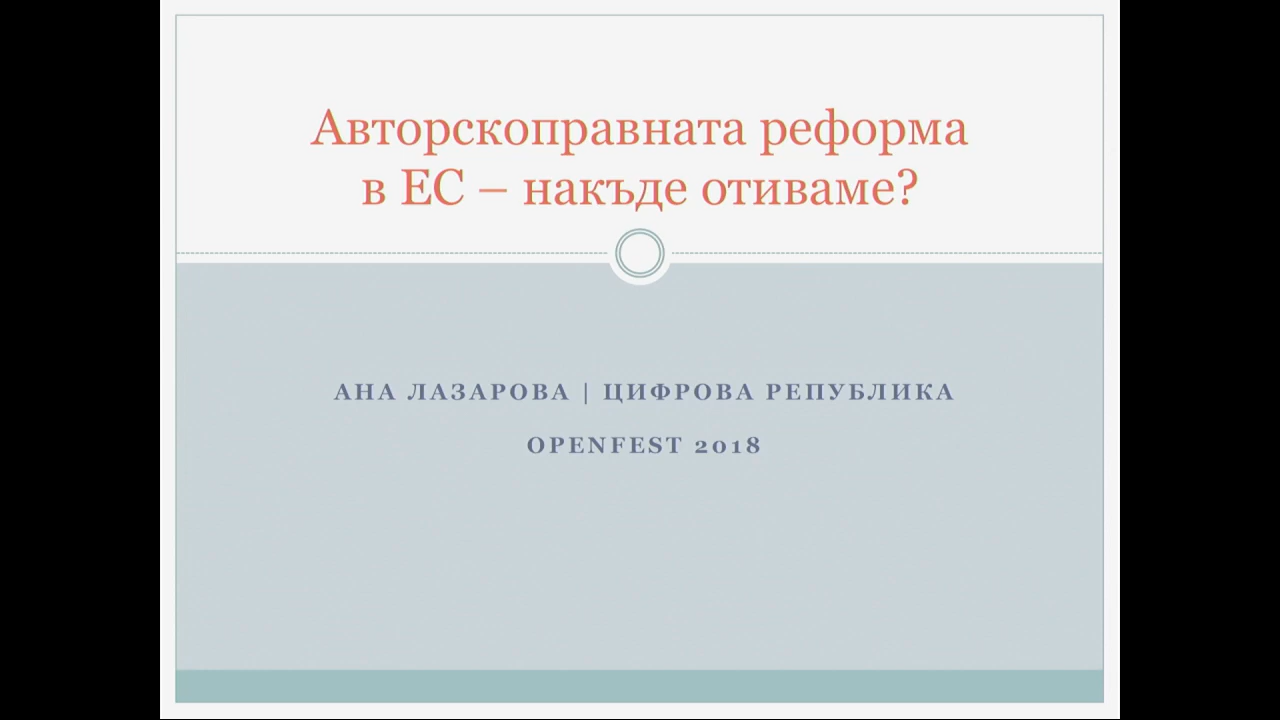 Авторскоправната реформа
в ЕС – накъде отиваме?
АНА ЛАЗАРОВА | ЦИФРОВА РЕПУБЛИКА
OPENFEST 2018